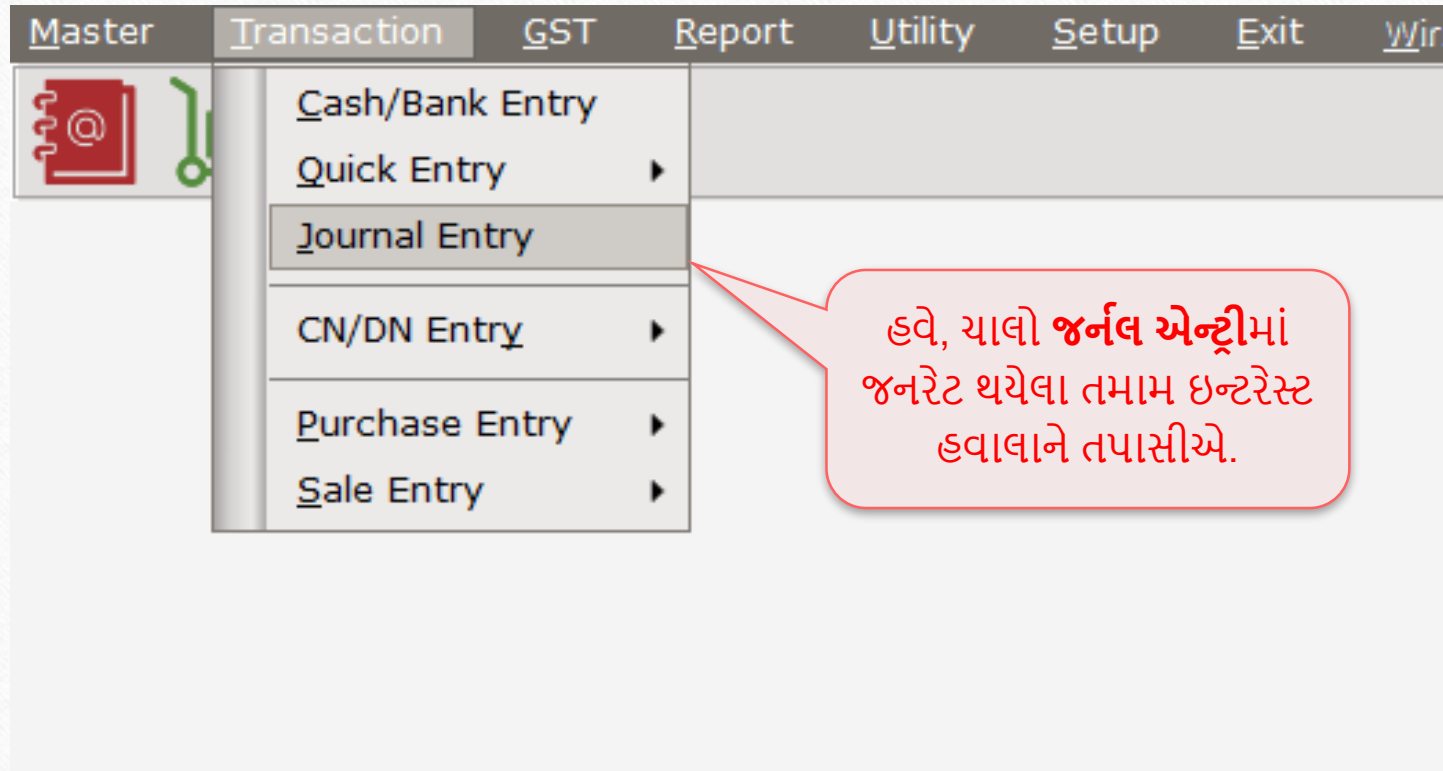 Master Transaction GST Report Utility Setup Exit
@
Cash/Bank Entry
Quick Entry
Journal Entry
CN/DN Entry
Purchase Entry
Sale Entry
હવે, ચાલો જર્નલ એન્ટ્રીમાં
જનરેટ થયેલા તમામ ઇન્ટરેસ્ટ
હવાલાને તપાસીએ.